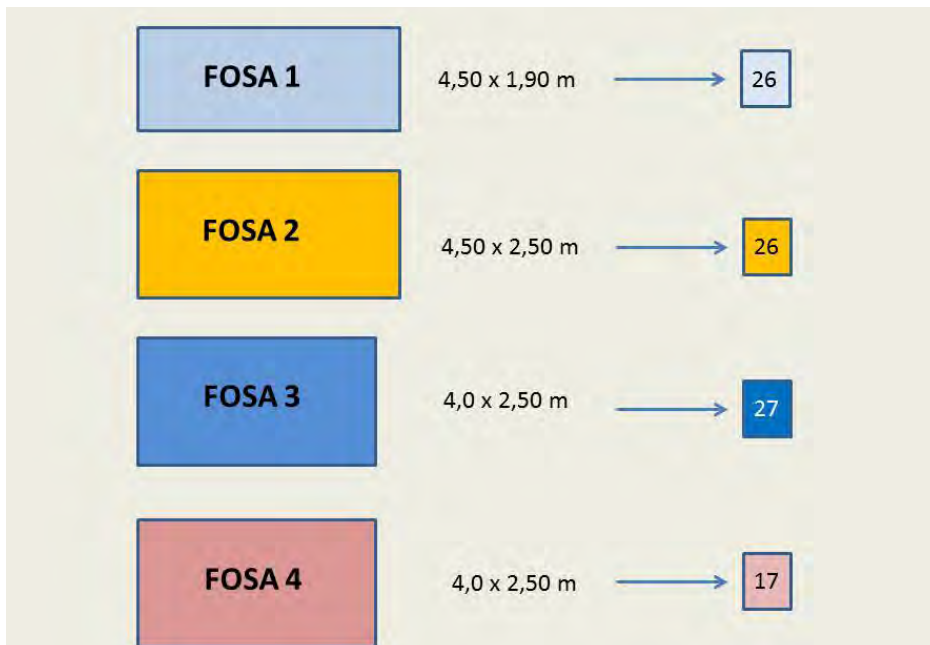 FOSA 1 4,50 x 1,90 m 26
FOSA 2 4,50 x 2,50 m 26
FOSA 3 4,0 x 2,50 m 27
FOSA 4 4,0 x 2,50 m 17